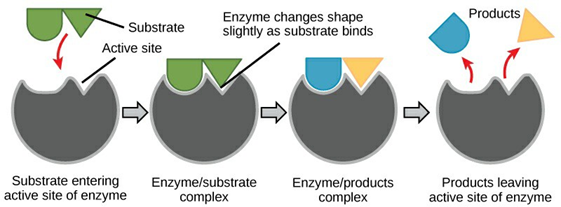 Substrate
Active site
Enzyme changes shape
slightly as substrate binds
Products
Substrate entering
active site of enzyme
Enzyme/substrate
complex
Enzyme/products
complex
Products leaving
active site of enzyme